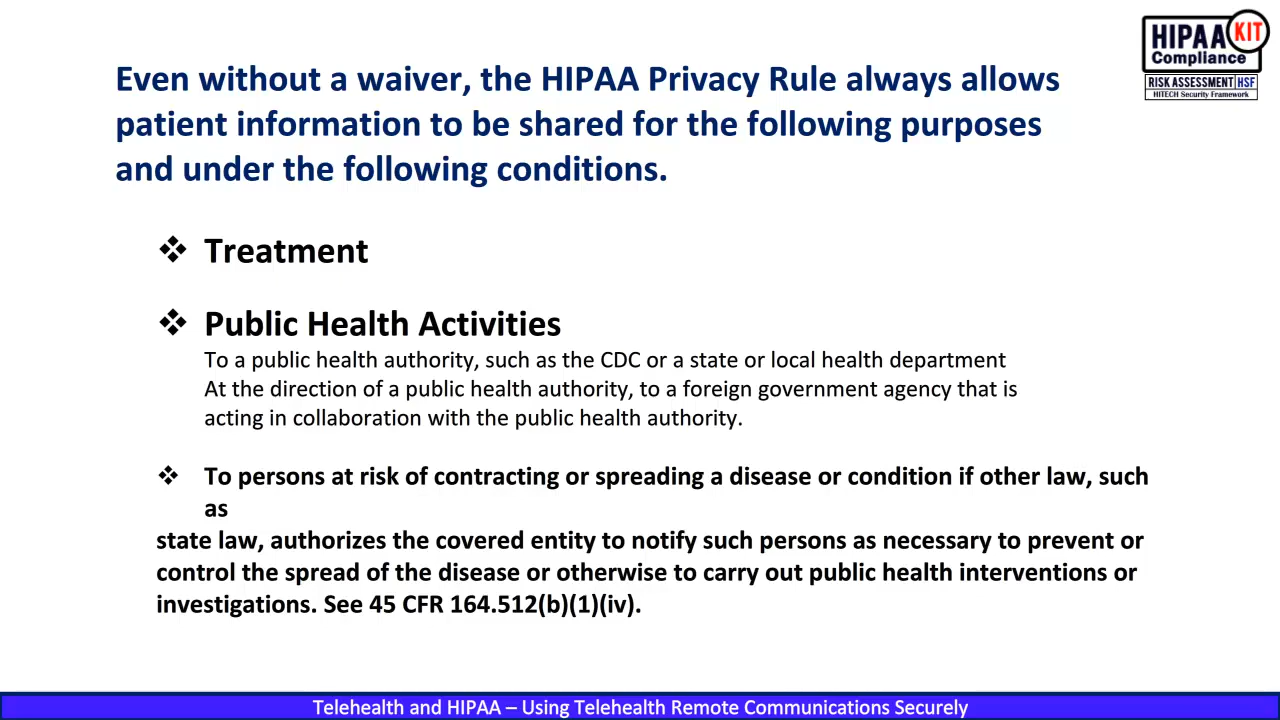 HIPAA KIT
Compliance
RISK ASSESSMENT HSF
HITECH Security Framework
Even without a waiver, the HIPAA Privacy Rule always allows
patient information to be shared for the following purposes
and under the following conditions.
❖ Treatment
❖ Public Health Activities
To a public health authority, such as the CDC or a state or local health department
At the direction of a public health authority, to a foreign government agency that is
acting in collaboration with the public health authority.
❖ To persons at risk of contracting or spreading a disease or condition if other law, such
as
state law, authorizes the covered entity to notify such persons as necessary to prevent or
control the spread of the disease or otherwise to carry out public health interventions or
investigations. See 45 CFR 164.512(b)(1)(iv).
Telehealth and HIPAA – Using Telehealth Remote Communications Securely